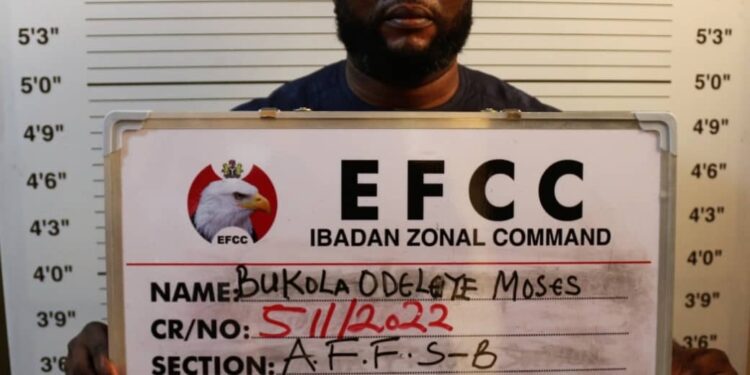 5'3" 5'3"
5'0" 5'0"
4'9" 4'9"
4'6" 4'6"
4'3" 4'3"
4'0" 4'0"
3'9" 3'9"
3'6" 3'6"
EFCC
EFCC
IBADAN ZONAL COMMAND
NAME: BUKOLA ODELEYE MOSES
CR/NO: 511/2022
SECTION: A.F.F.S-B